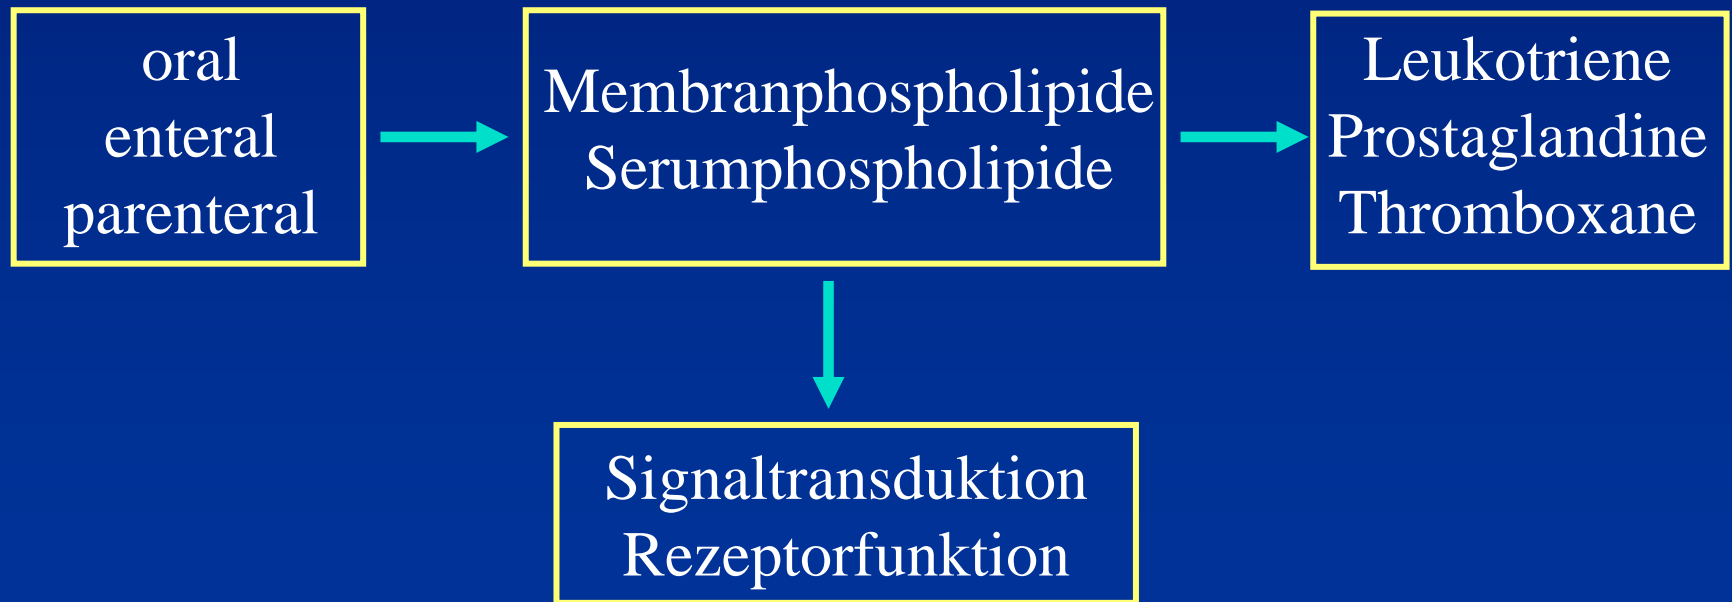 oral
enteral
parenteral
Membranphospholipide
Serumphospholipide
Leukotriene
Prostaglandine
Thromboxane
Signaltransduktion
Rezeptorfunktion